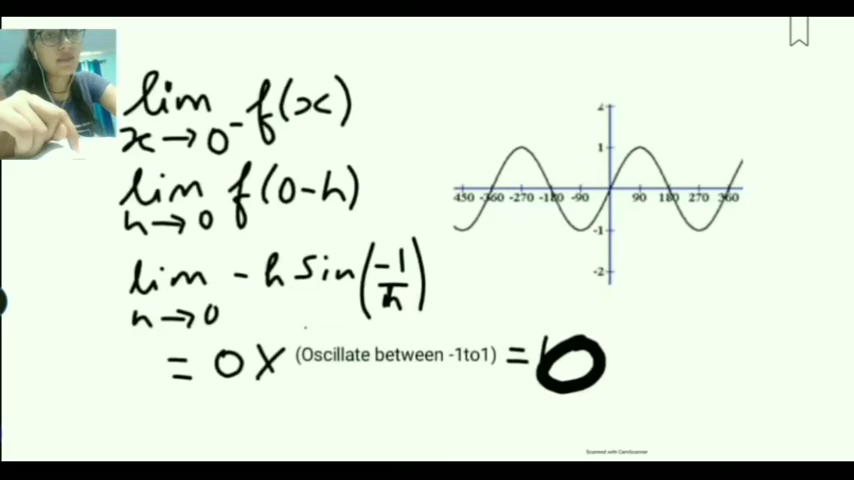 lim f(x)
x→0⁻
lim f(0-h)
h→0
lim -h sin(-1/h)
h→0
= 0 X (Oscillate between -1to1) = 0
2
1
-450 -360 -270 -180 -90 90 180 270 360
-1
-2
Scanned with CamScanner